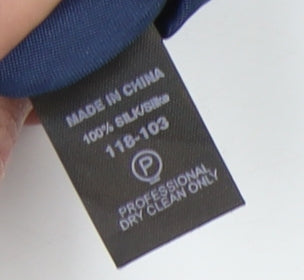 MADE IN CHINA
100% SILK/Silke
118-103
P
PROFESSIONAL
DRY CLEAN ONLY